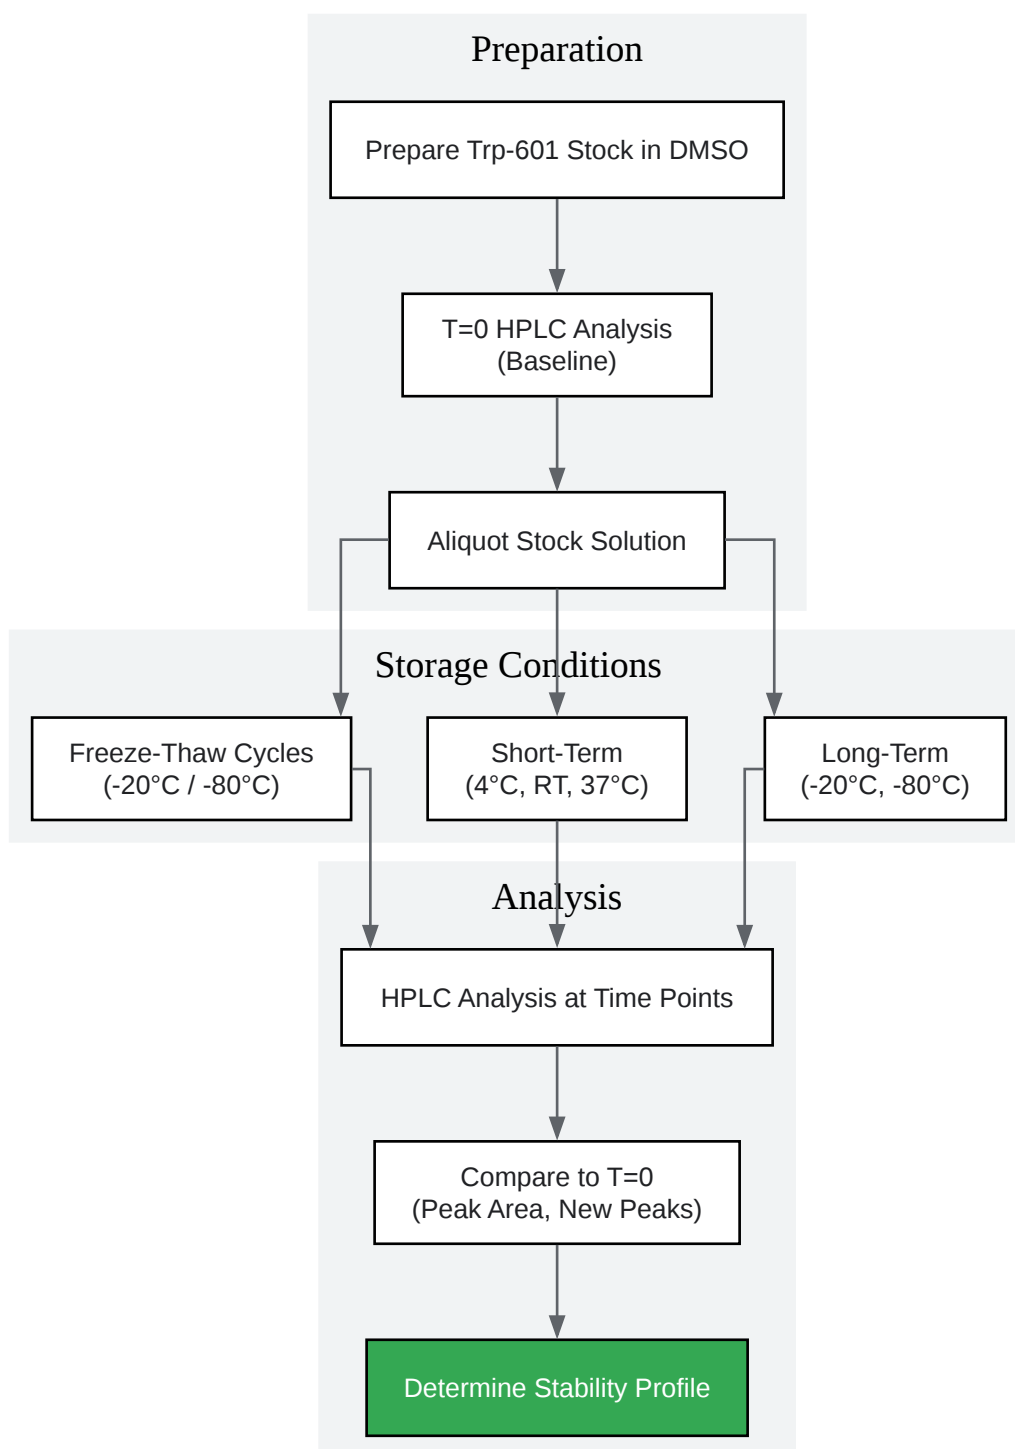 Preparation
Prepare Trp-601 Stock in DMSO
T=0 HPLC Analysis
(Baseline)
Aliquot Stock Solution
Storage Conditions
Freeze-Thaw Cycles
(-20°C / -80°C)
Short-Term
(4°C, RT, 37°C)
Long-Term
(-20°C, -80°C)
Analysis
HPLC Analysis at Time Points
Compare to T=0
(Peak Area, New Peaks)
Determine Stability Profile